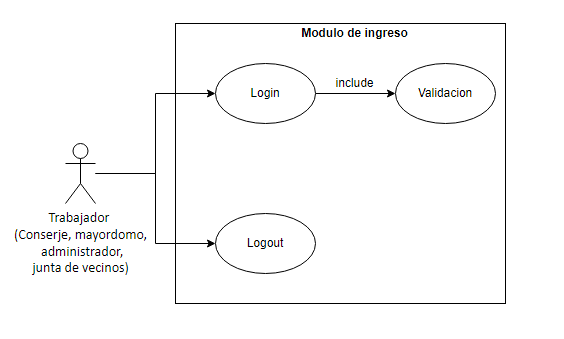 Modulo de ingreso
Login
include
Validacion
Trabajador
(Conserje, mayordomo,
administrador,
junta de vecinos)
Logout